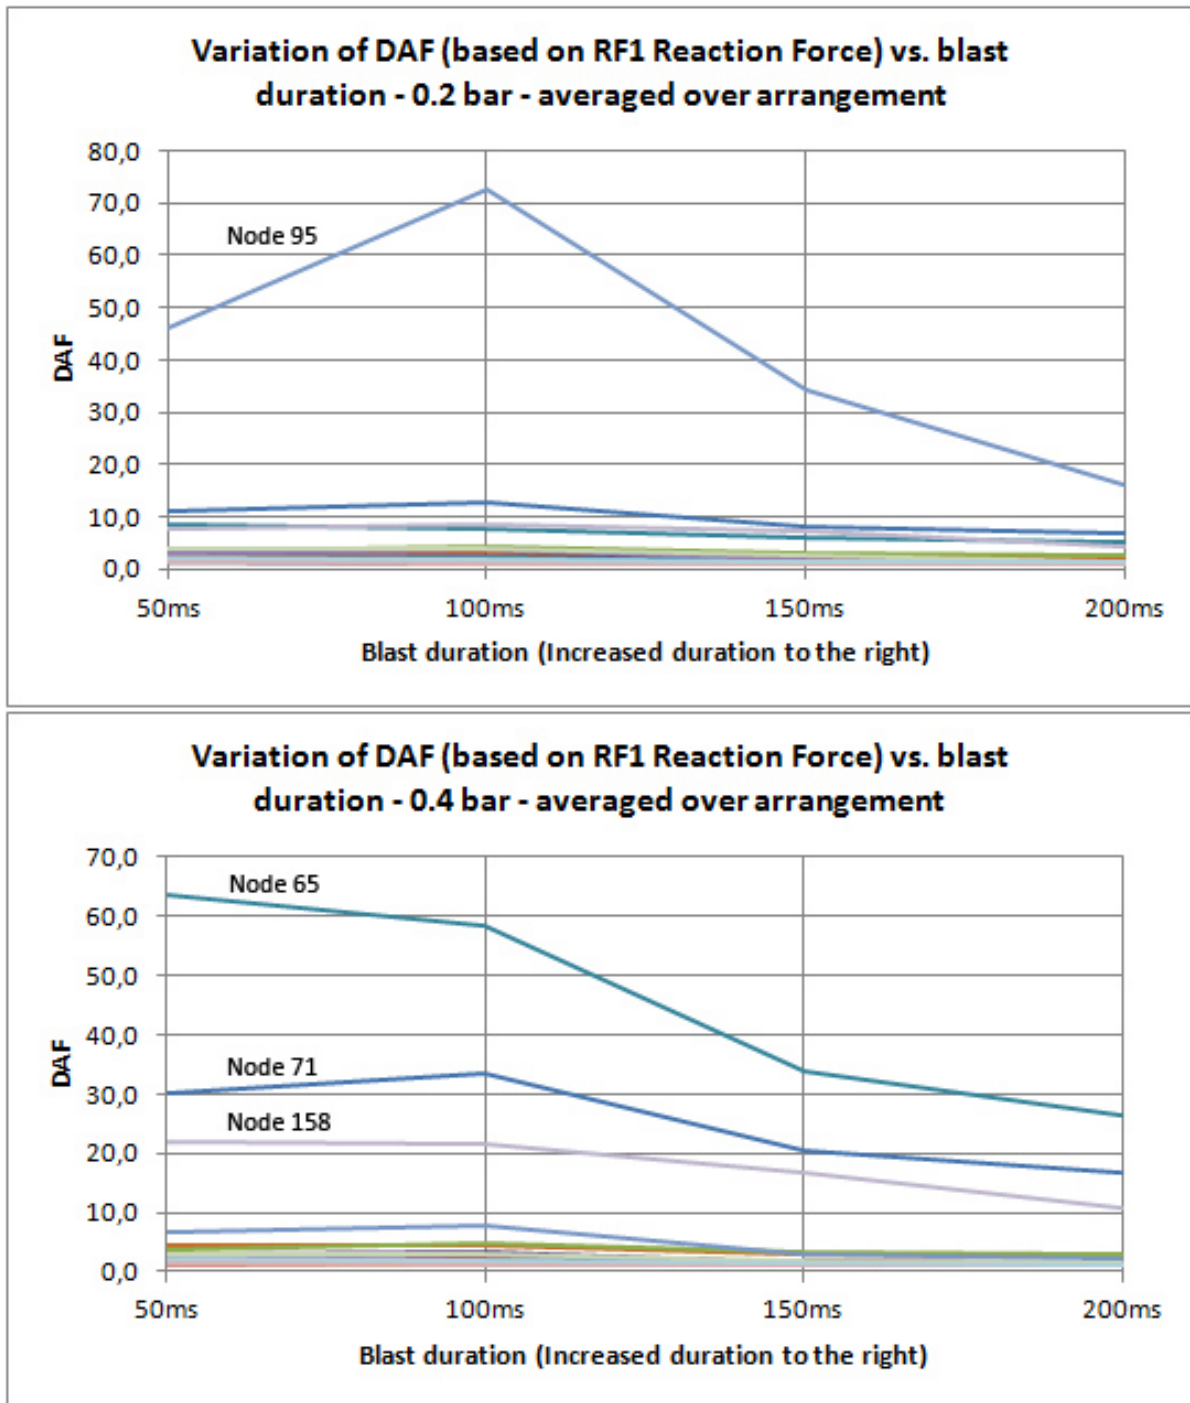 Variation of DAF (based on RF1 Reaction Force) vs. blast
duration - 0.2 bar - averaged over arrangement
80,0
70,0
60,0
50,0
40,0
30,0
20,0
10,0
0,0
DAF
Node 95
50ms 100ms 150ms 200ms
Blast duration (Increased duration to the right)
Variation of DAF (based on RF1 Reaction Force) vs. blast
duration - 0.4 bar - averaged over arrangement
70,0
60,0
50,0
40,0
30,0
20,0
10,0
0,0
DAF
Node 65
Node 71
Node 158
50ms 100ms 150ms 200ms
Blast duration (Increased duration to the right)